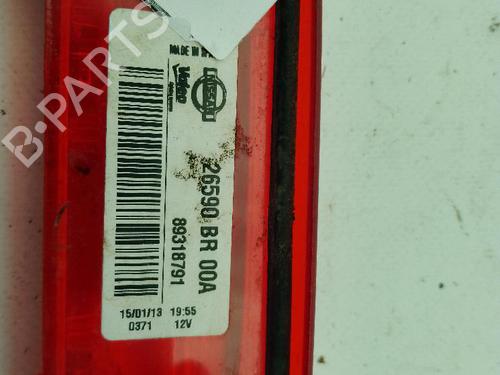 B-PARTS
MADE IN
NISSAN
Valeo
26590 BR 00A
89318791
15/01/13 19:55
0371 12V